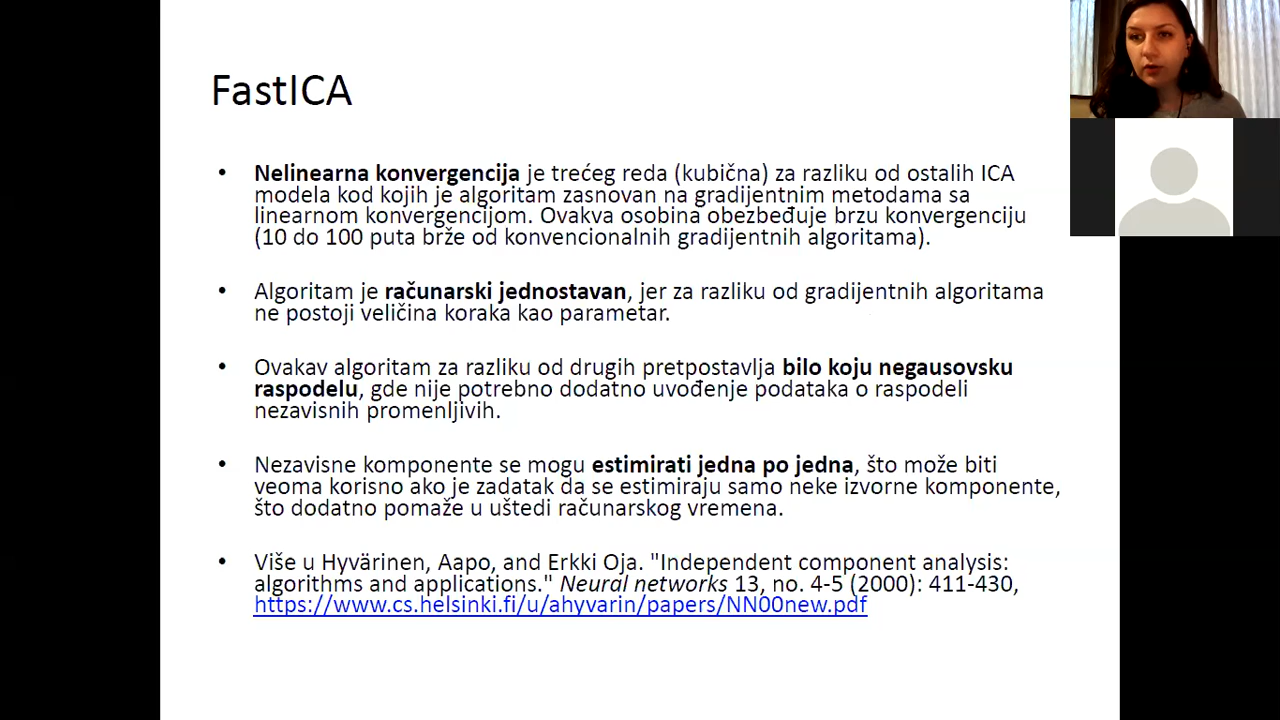 FastICA
• Nelinearna konvergencija je trećeg reda (kubična) za razliku od ostalih ICA
modela kod kojih je algoritam zasnovan na gradijentnim metodama sa
linearnom konvergencijom. Ovakva osobina obezbeđuje brzu konvergenciju
(10 do 100 puta brže od konvencionalnih gradijentnih algoritama).
• Algoritam je računarski jednostavan, jer za razliku od gradijentnih algoritama
ne postoji veličina koraka kao parametar.
• Ovakav algoritam za razliku od drugih pretpostavlja bilo koju negausovsku
raspodelu, gde nije potrebno dodatno uvođenje podataka o raspodeli
nezavisnih promenljivih.
• Nezavisne komponente se mogu estimirati jedna po jedna, što može biti
veoma korisno ako je zadatak da se estimiraju samo neke izvorne komponente,
što dodatno pomaže u uštedi računarskog vremena.
• Više u Hyvärinen, Aapo, and Erkki Oja. "Independent component analysis:
algorithms and applications." Neural networks 13, no. 4-5 (2000): 411-430,
https://www.cs.helsinki.fi/u/ahyvarin/papers/NN00new.pdf